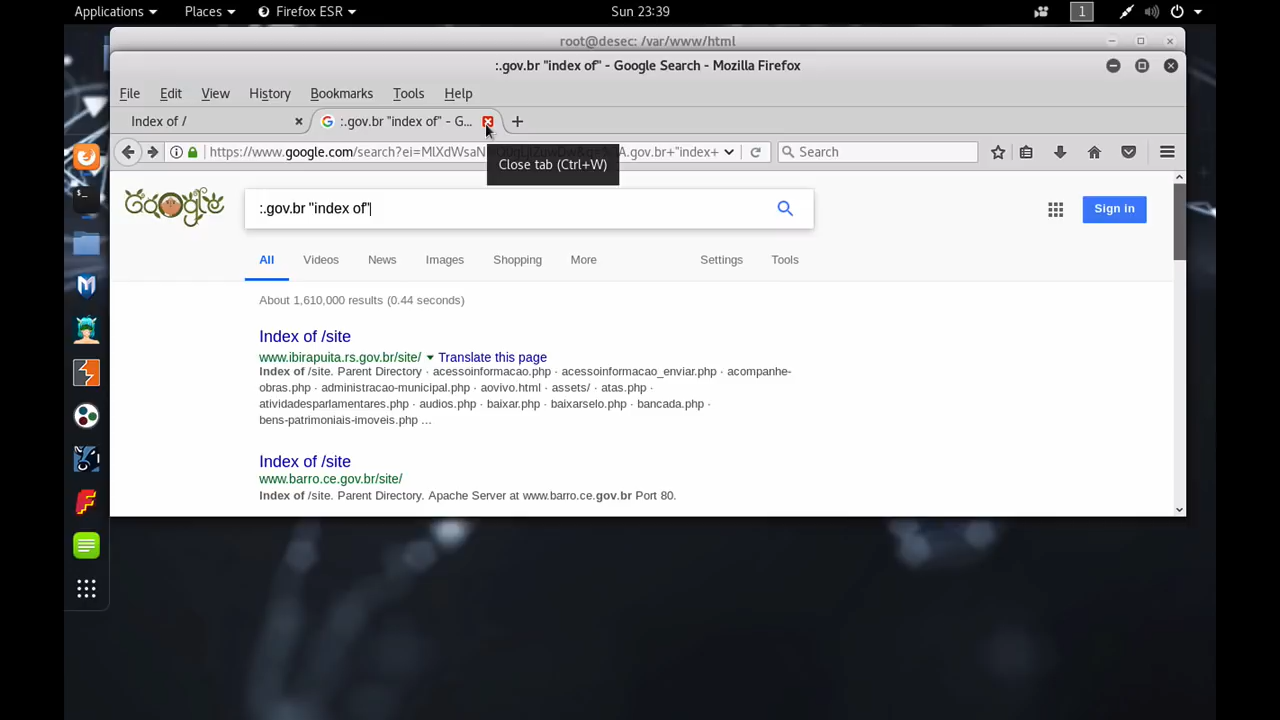 Applications Places Firefox ESR Sun 23:39 1
root@desec: /var/www/html
:.gov.br "index of" - Google Search - Mozilla Firefox
File Edit View History Bookmarks Tools Help
Index of / :.gov.br "index of" - G...
https://www.google.com/search?ei=MlXdWsaN A.gov.br+"index+ Search
Close tab (Ctrl+W)
Google :.gov.br "index of" Sign in
All Videos News Images Shopping More Settings Tools
About 1,610,000 results (0.44 seconds)
Index of /site
www.ibirapuita.rs.gov.br/site/ Translate this page
Index of /site. Parent Directory · acessoinformacao.php · acessoinformacao_enviar.php · acompanhe-
obras.php · administracao-municipal.php · aovivo.html · assets/ · atas.php ·
atividadesparlamentares.php · audios.php · baixar.php · baixarselo.php · bancada.php ·
bens-patrimoniais-imoveis.php ...
Index of /site
www.barro.ce.gov.br/site/
Index of /site. Parent Directory. Apache Server at www.barro.ce.gov.br Port 80.